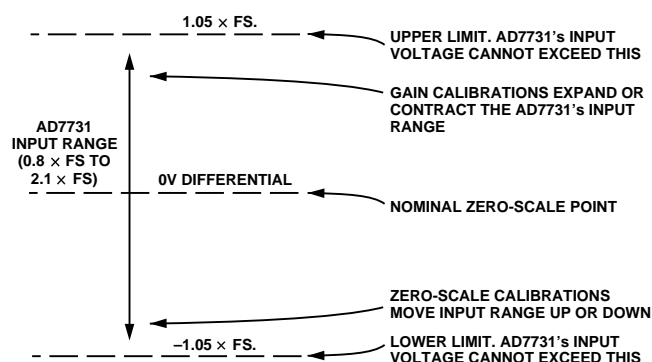 1.05 × FS.
UPPER LIMIT. AD7731's INPUT
VOLTAGE CANNOT EXCEED THIS
GAIN CALIBRATIONS EXPAND OR
CONTRACT THE AD7731's INPUT
RANGE
AD7731
INPUT RANGE
(0.8 × FS TO
2.1 × FS)
0V DIFFERENTIAL
NOMINAL ZERO-SCALE POINT
ZERO-SCALE CALIBRATIONS
MOVE INPUT RANGE UP OR DOWN
–1.05 × FS.
LOWER LIMIT. AD7731's INPUT
VOLTAGE CANNOT EXCEED THIS